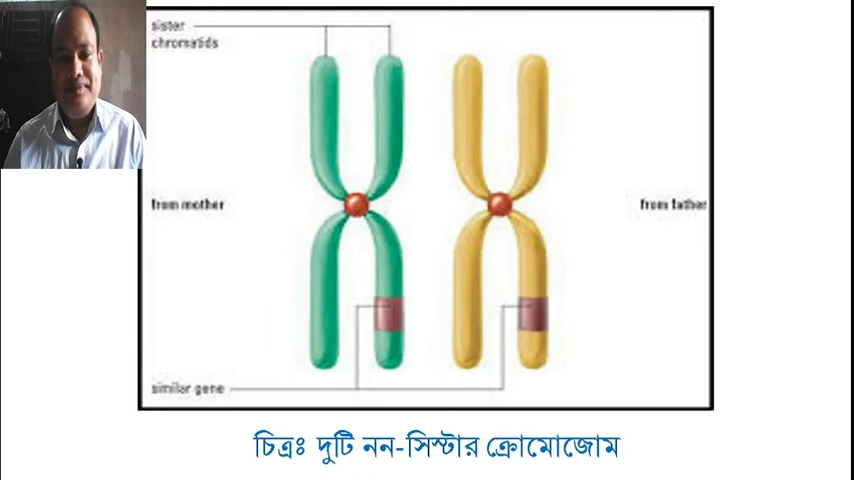 sister
chromatids
from mother
from father
similar gene
চিত্রঃ দুটি নন-সিস্টার ক্রোমোজোম